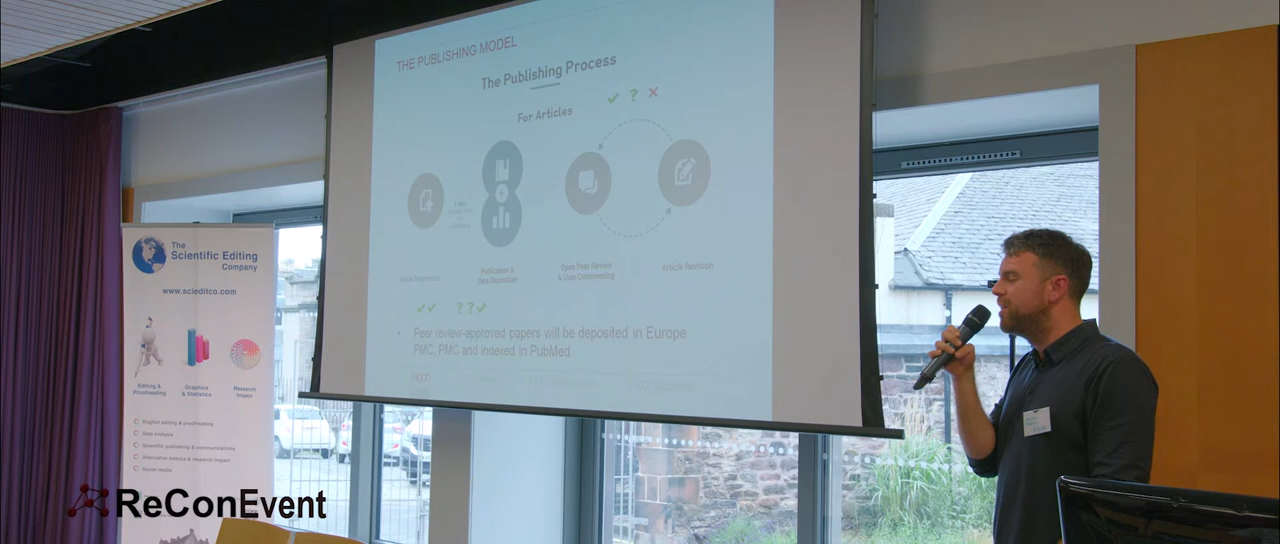 THE PUBLISHING MODEL
The Publishing Process
For Articles
Publication &
Data Deposition
Open Peer Review
& User Commenting
Article Revision
• Peer review-approved papers will be deposited in Europe
PMC, PMC and indexed in PubMed
The
Scientific Editing
Company
www.scieditco.com
Editing &
Proofreading
Graphics
& Statistics
Research
Impact
English editing & proofreading
Data analysis
Scientific publishing & communications
Alternative metrics & research impact
Social media
ReConEvent